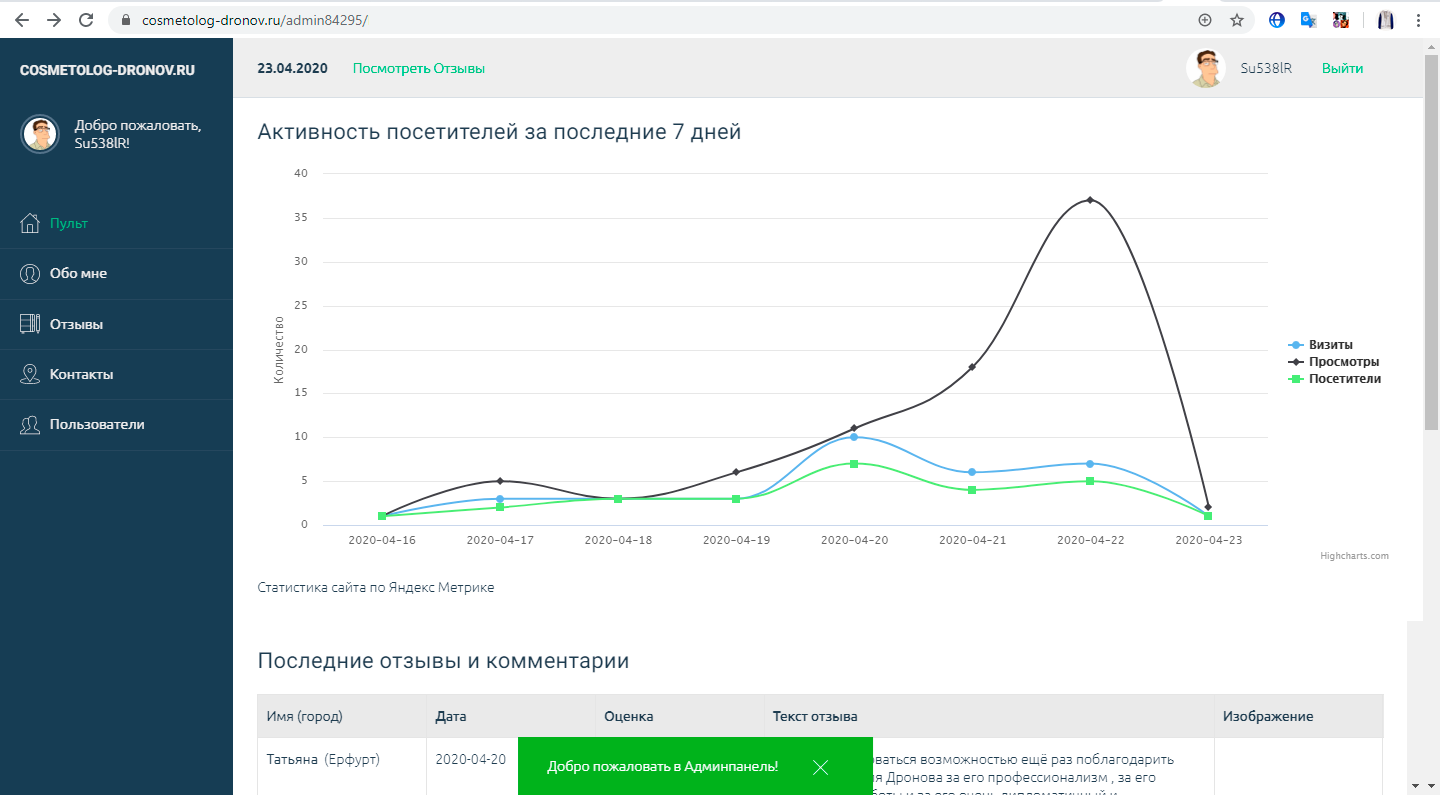 cosmetolog-dronov.ru/admin84295/
COSMETOLOG-DRONOV.RU
Добро пожаловать,
Su538lR!
Пульт
Обо мне
Отзывы
Контакты
Пользователи
23.04.2020 Посмотреть Отзывы Su538lR Выйти
Активность посетителей за последние 7 дней
Количество
40
35
30
25
20
15
10
5
0
2020-04-16 2020-04-17 2020-04-18 2020-04-19 2020-04-20 2020-04-21 2020-04-22 2020-04-23
Визиты
Просмотры
Посетители
Highcharts.com
Статистика сайта по Яндекс Метрике
Последние отзывы и комментарии
Имя (город) Дата Оценка Текст отзыва Изображение
Татьяна (Ерфурт) 2020-04-20 ваться возможностью ещё раз поблагодарить
Дронова за его профессионализм , за его
и за его очень дипломатичный и
Добро пожаловать в Админпанель!